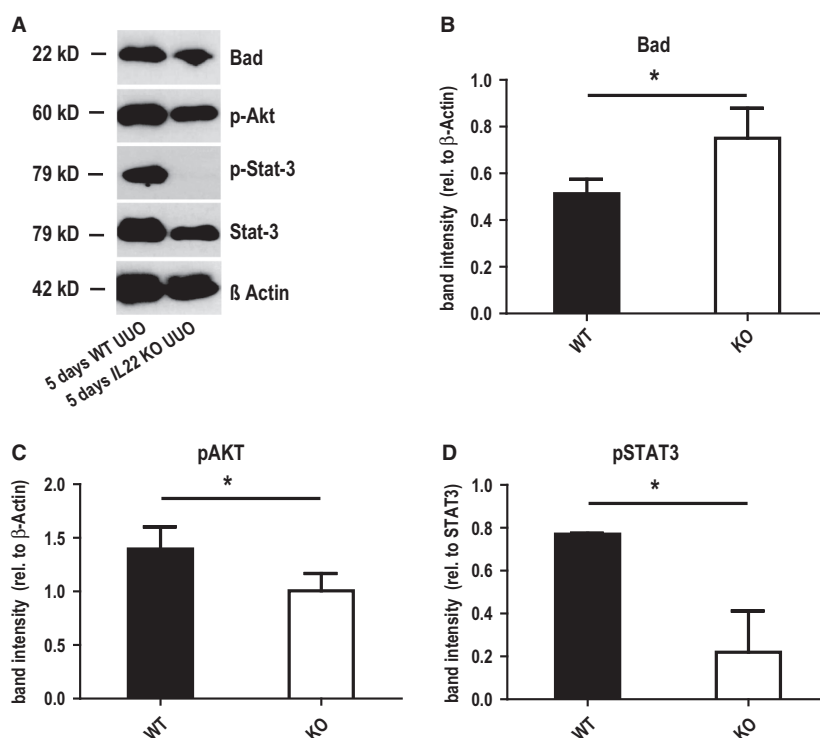 A
22 kD
Bad
60 kD
p-Akt
79 kD
p-Stat-3
79 kD
Stat-3
42 kD
ß Actin
5 days WT UUO
5 days IL22 KO UUO
B
Bad
*
band intensity (rel. to β-Actin)
1.0
0.8
0.6
0.4
0.2
0.0
WT
KO
C
pAKT
*
band intensity (rel. to β-Actin)
2.0
1.5
1.0
0.5
0.0
WT
KO
D
pSTAT3
*
band intensity (rel. to STAT3)
1.0
0.8
0.6
0.4
0.2
0.0
WT
KO